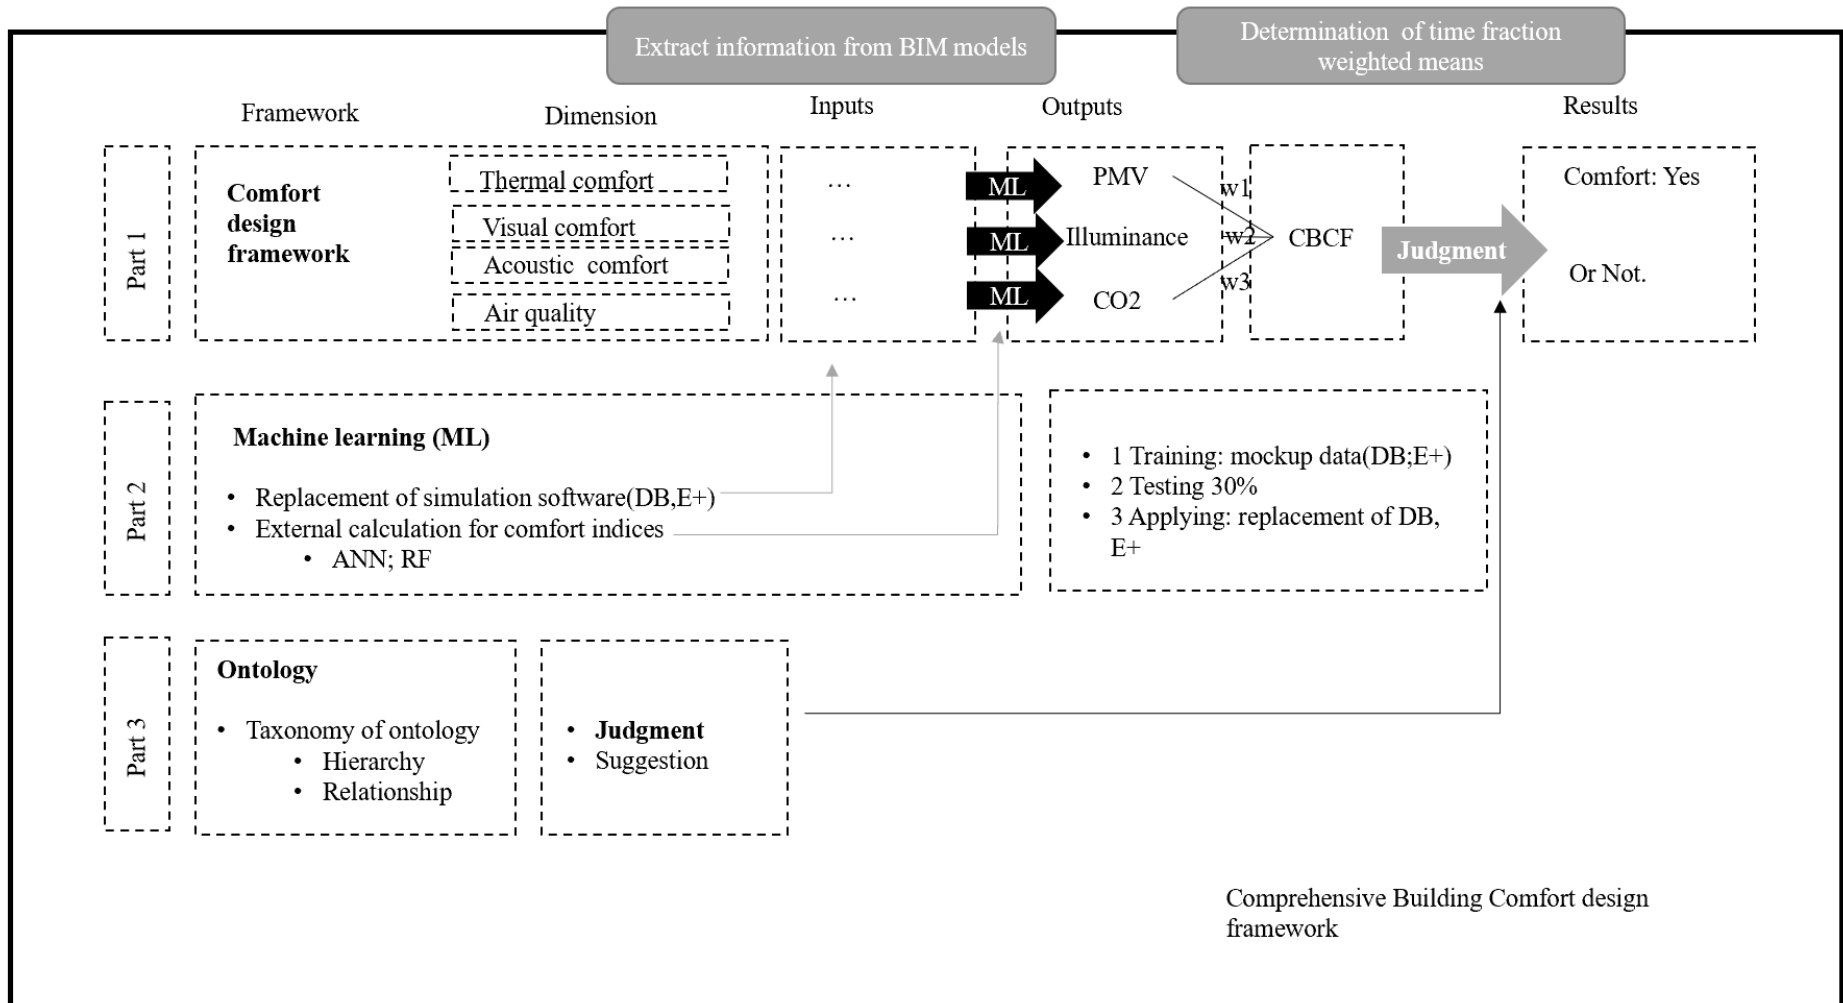 Extract information from BIM models
Determination of time fraction
weighted means
Framework
Dimension
Inputs
Outputs
Results
Part 1
Comfort
design
framework
Thermal comfort
Visual comfort
Acoustic comfort
Air quality
...
...
...
ML
ML
ML
PMV
Illuminance
CO2
w1
w2
w3
CBCF
Judgment
Comfort: Yes
Or Not.
Part 2
Machine learning (ML)
• Replacement of simulation software(DB,E+)
• External calculation for comfort indices
• ANN; RF
• 1 Training: mockup data(DB;E+)
• 2 Testing 30%
• 3 Applying: replacement of DB,
E+
Part 3
Ontology
• Taxonomy of ontology
• Hierarchy
• Relationship
• Judgment
• Suggestion
Comprehensive Building Comfort design
framework